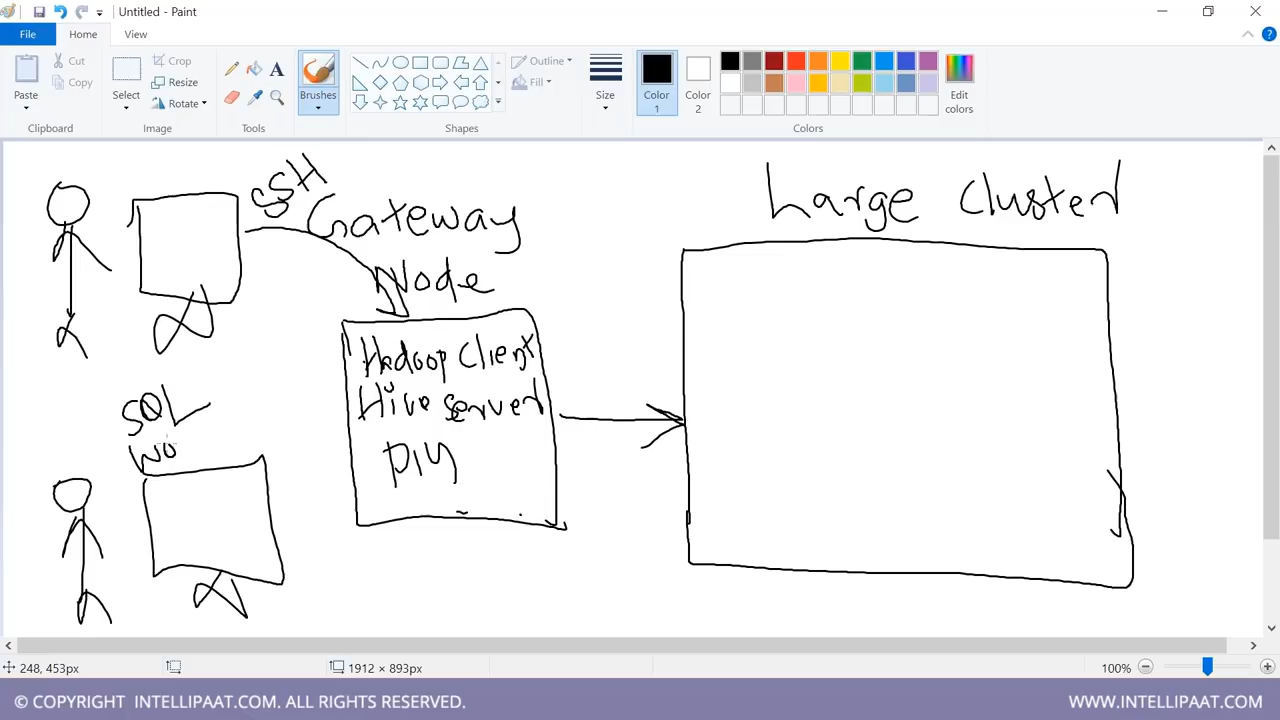 Untitled - Paint
File Home View
Paste Cut Copy
Clipboard
Select Crop Resize Rotate
Image
Tools
Brushes
Outline Fill
Shapes
Size
Color 1 Color 2 Edit colors
Colors
SSH
Gateway
Node
Large Cluster
Hadoop Client
Hive server
SQL
Wo
248, 453px
1912 × 893px
100%
© COPYRIGHT INTELLIPAAT.COM. ALL RIGHTS RESERVED.
WWW.INTELLIPAAT.COM